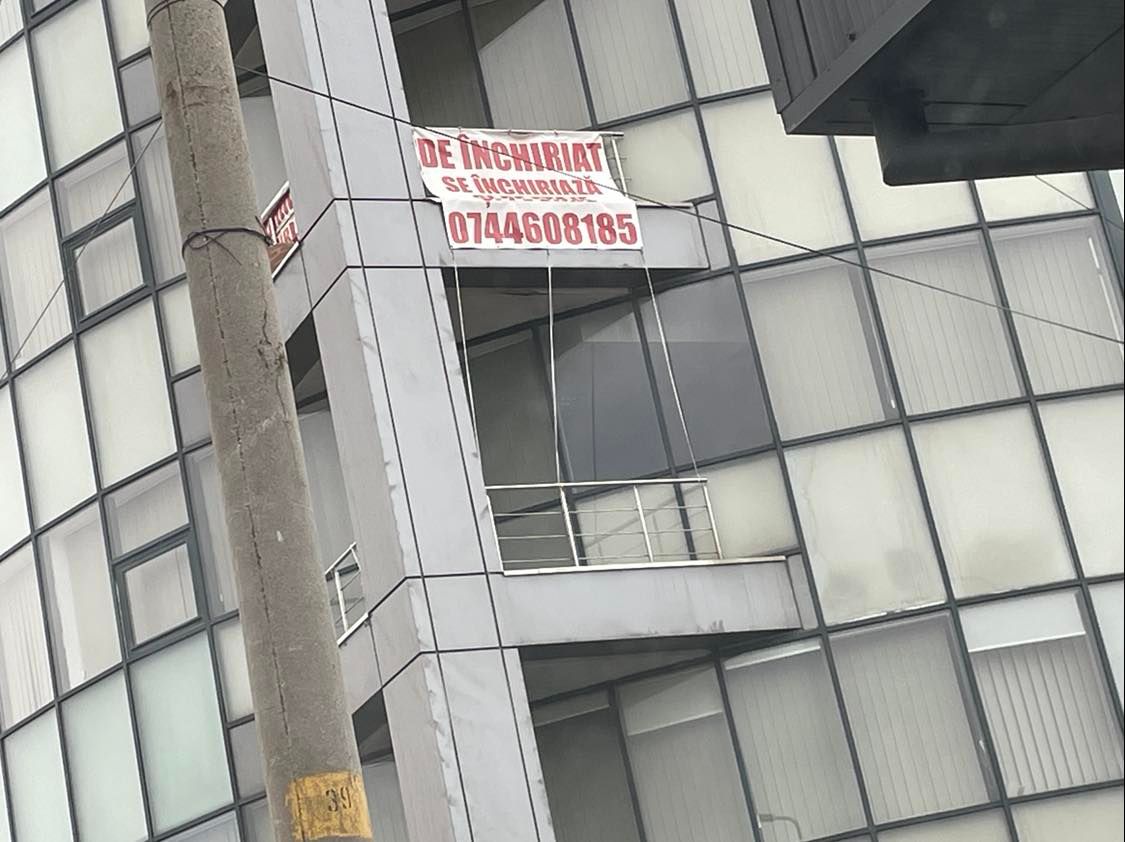 DE ÎNCHIRIAT
SE ÎNCHIRIAZĂ
0744608185
39